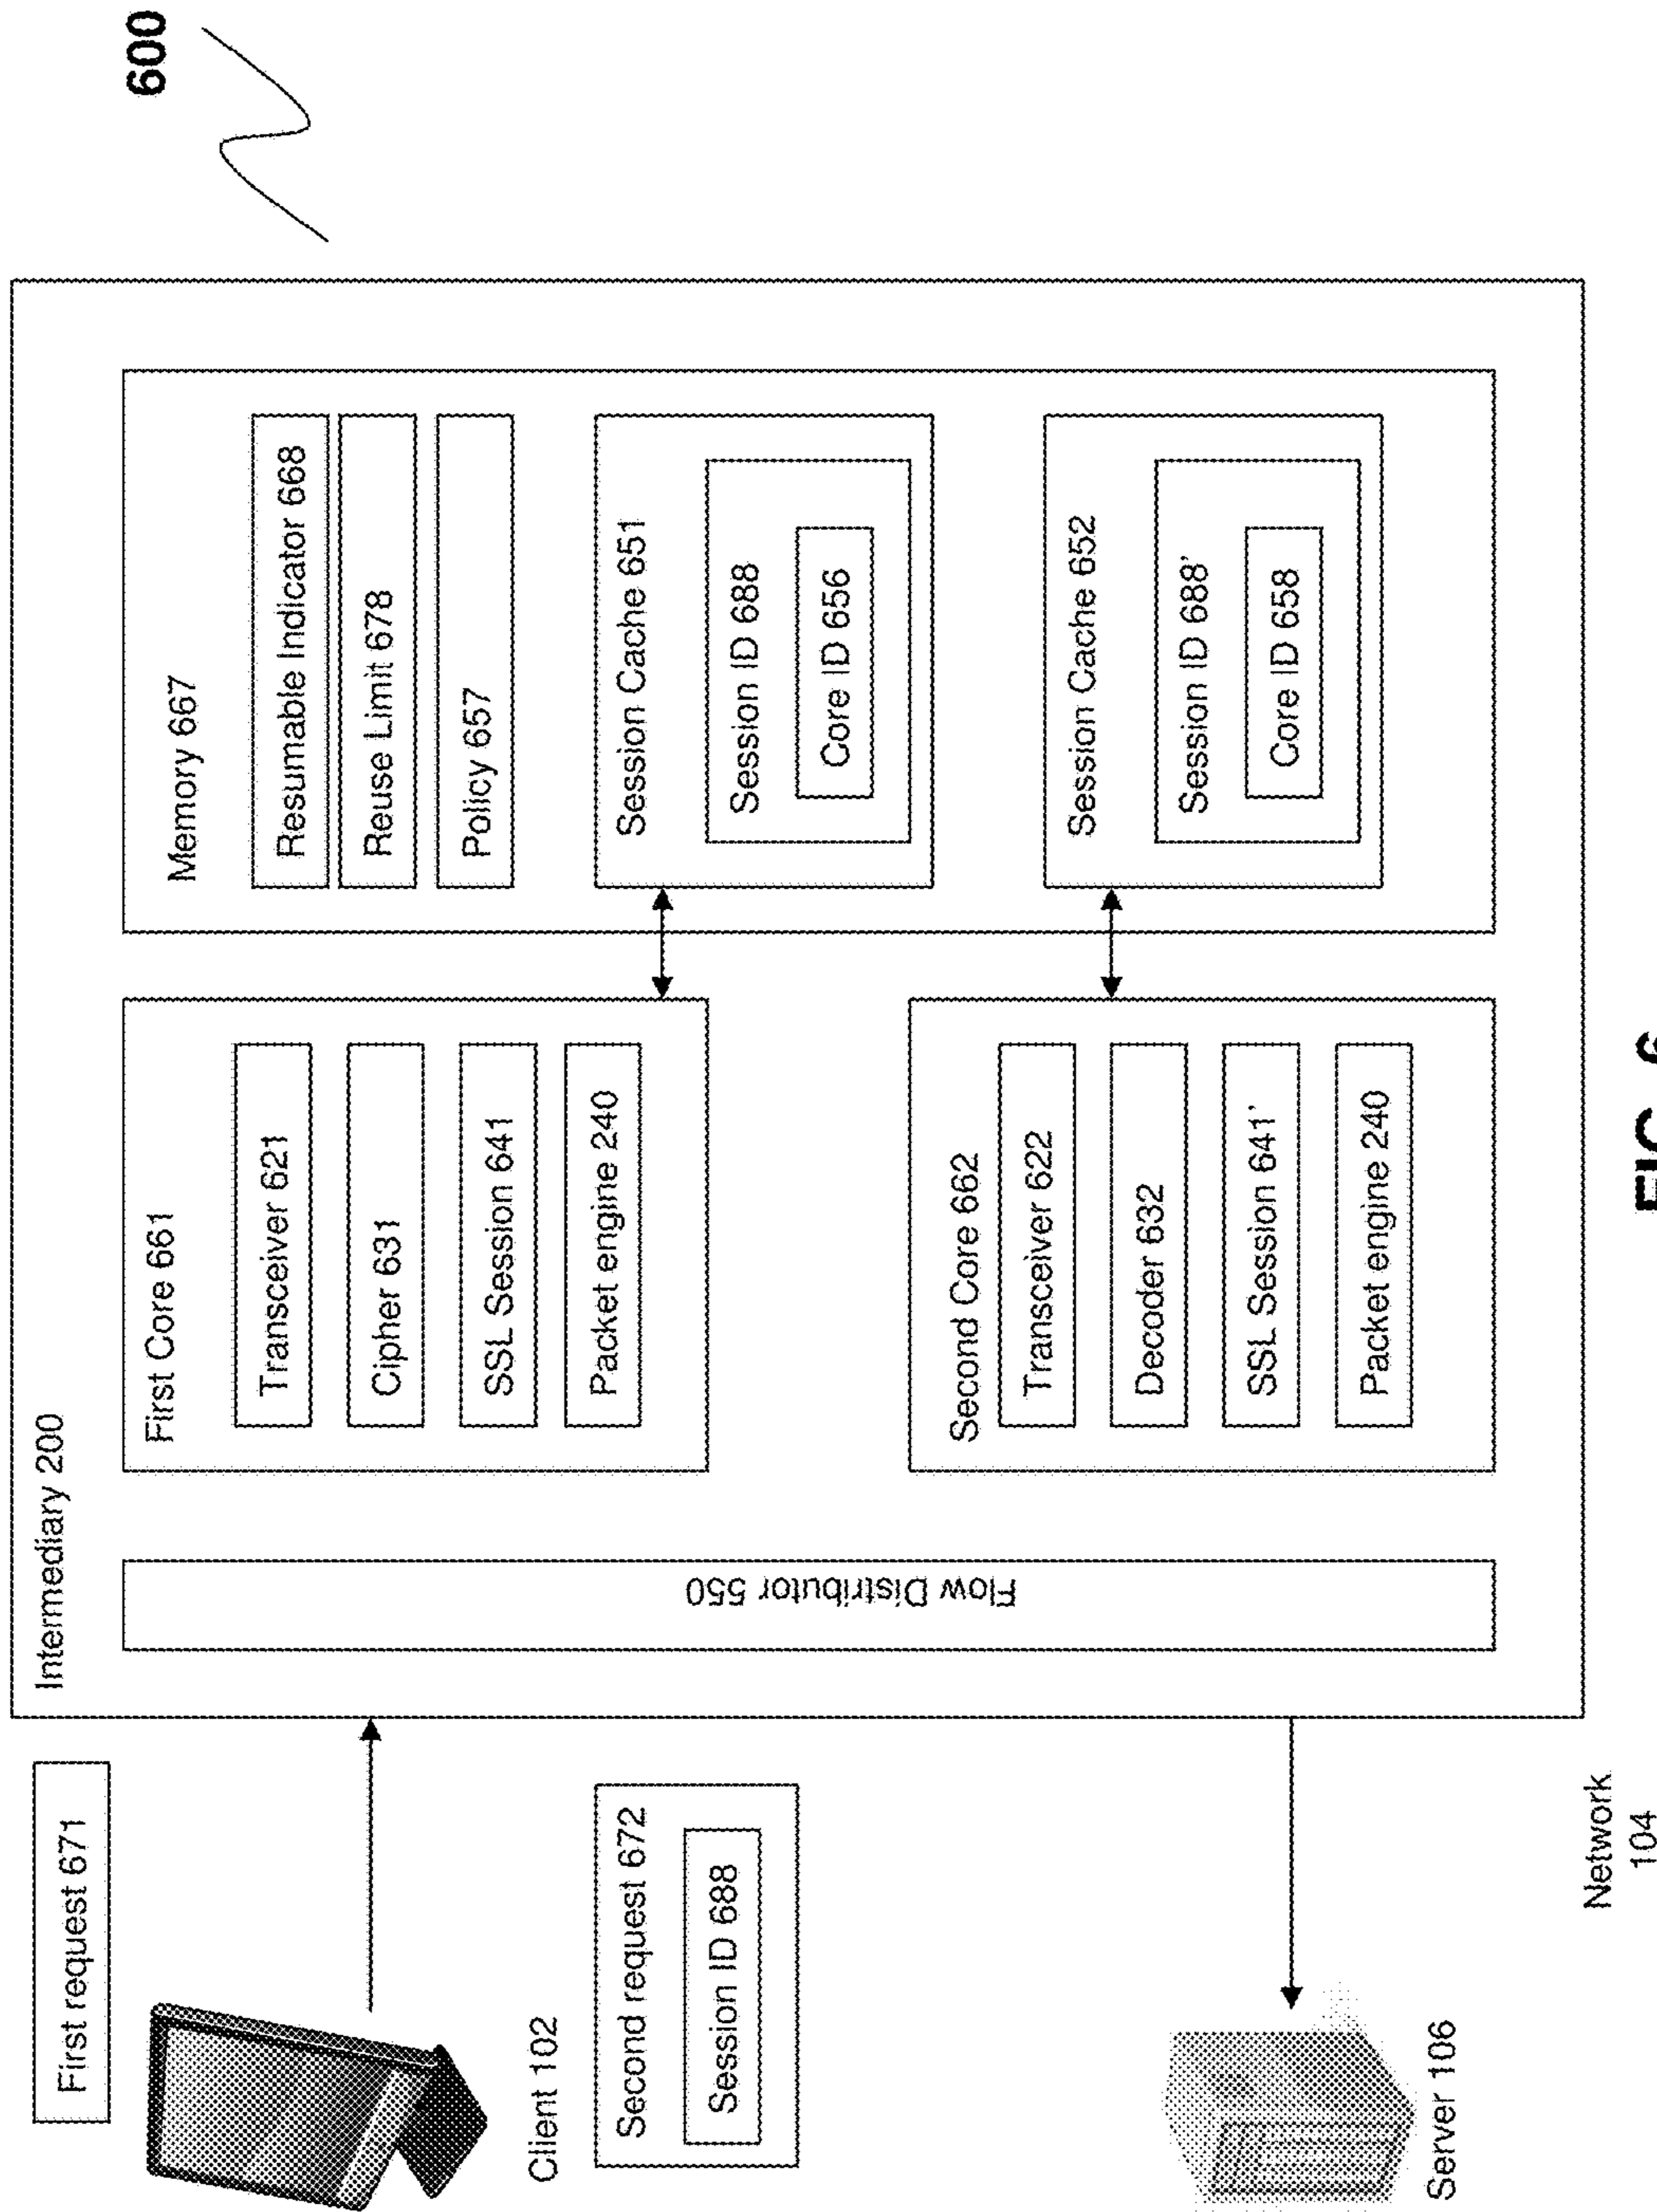 600
First request 671
Client 102
Second request 672
Session ID 688
Server 106
Network
104
Intermediary 200
Flow Distributor 550
First Core 661
Transceiver 621
Cipher 631
SSL Session 641
Packet engine 240
Second Core 662
Transceiver 622
Decoder 632
SSL Session 641'
Packet engine 240
Memory 667
Resumable Indicator 668
Reuse Limit 678
Policy 657
Session Cache 651
Session ID 688
Core ID 656
Session Cache 652
Session ID 688'
Core ID 658
FIG. 6